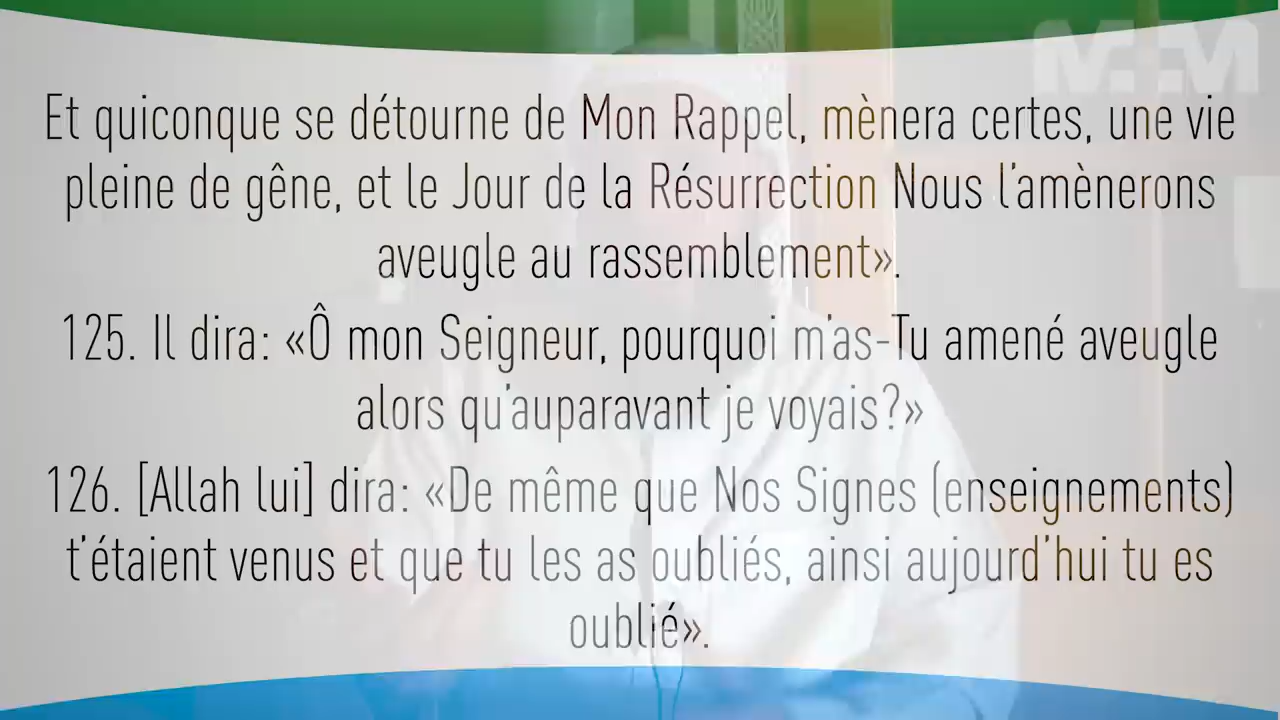 Et quiconque se détourne de Mon Rappel, mènera certes, une vie
pleine de gêne, et le Jour de la Résurrection Nous l'amènerons
aveugle au rassemblement».
125. Il dira: «Ô mon Seigneur, pourquoi m'as-Tu amené aveugle
alors qu'auparavant je voyais?»
126. [Allah lui] dira: «De même que Nos Signes (enseignements)
t'étaient venus et que tu les as oubliés, ainsi aujourd'hui tu es
oublié».